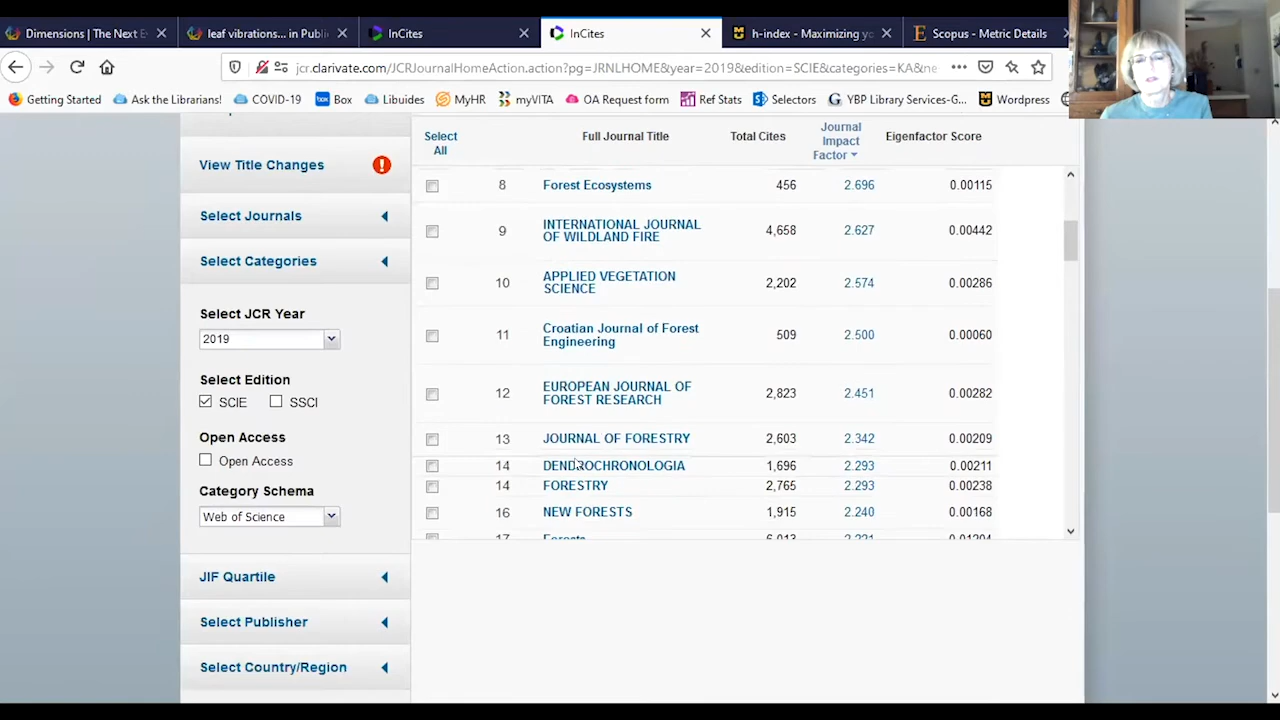 Dimensions | The Next E
leaf vibrations... in Public
InCites
InCites
h-index - Maximizing yo
Scopus - Metric Details
jcr.clarivate.com/JCRJournalHomeAction.action?pg=JRNLHOME&year=2019&edition=SCIE&categories=KA&ne
Getting Started
Ask the Librarians!
COVID-19
Box
Libuides
MyHR
myVITA
OA Request form
Ref Stats
Selectors
YBP Library Services-G...
Wordpress
View Title Changes
Select Journals
Select Categories
Select JCR Year
2019
Select Edition
SCIE SSCI
Open Access
Open Access
Category Schema
Web of Science
JIF Quartile
Select Publisher
Select Country/Region
Select All Full Journal Title Total Cites Journal Impact Factor Eigenfactor Score
8 Forest Ecosystems 456 2.696 0.00115
9 INTERNATIONAL JOURNAL OF WILDLAND FIRE 4,658 2.627 0.00442
10 APPLIED VEGETATION SCIENCE 2,202 2.574 0.00286
11 Croatian Journal of Forest Engineering 509 2.500 0.00060
12 EUROPEAN JOURNAL OF FOREST RESEARCH 2,823 2.451 0.00282
13 JOURNAL OF FORESTRY 2,603 2.342 0.00209
14 DENDROCHRONOLOGIA 1,696 2.293 0.00211
14 FORESTRY 2,765 2.293 0.00238
16 NEW FORESTS 1,915 2.240 0.00168
17 Forests 6,013 2.221 0.01204